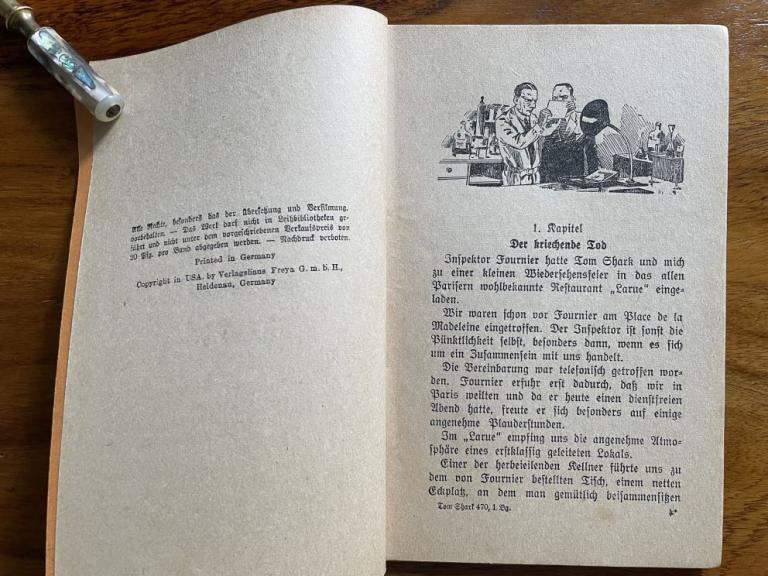 Alle Rechte, besonders das der Übersetzung und Verfilmung,
vorbehalten. — Das Werk darf nicht in Leihbibliotheken ge-
führt und nicht unter dem vorgeschriebenen Verkaufspreis von
20 Pfg. pro Band abgegeben werden. — Nachdruck verboten.
Printed in Germany
Copyright in USA. by Verlagshaus Freya G. m. b. H.,
Heidenau, Germany
1. Kapitel
Der kriechende Tod
Inspektor Fournier hatte Tom Shark und mich
zu einer kleinen Wiedersehensfeier in das allen
Parisern wohlbekannte Restaurant „Larue“ einge-
laden.
Wir waren schon vor Fournier am Place de la
Madeleine eingetroffen. Der Inspektor ist sonst die
Pünktlichkeit selbst, besonders dann, wenn es sich
um ein Zusammensein mit uns handelt.
Die Vereinbarung war telefonisch getroffen wor-
den. Fournier erfuhr erst dadurch, daß wir in
Paris weilten und da er heute einen dienstfreien
Abend hatte, freute er sich besonders auf einige
angenehme Plauderstunden.
Im „Larue“ empfing uns die angenehme Atmo-
sphäre eines erstklassig geleiteten Lokals.
Einer der herbeieilenden Kellner führte uns zu
dem von Fournier bestellten Tisch, einem netten
Eckplatz, an dem man gemütlich beisammensitzen
Tom Shark 470, 1. Bg.